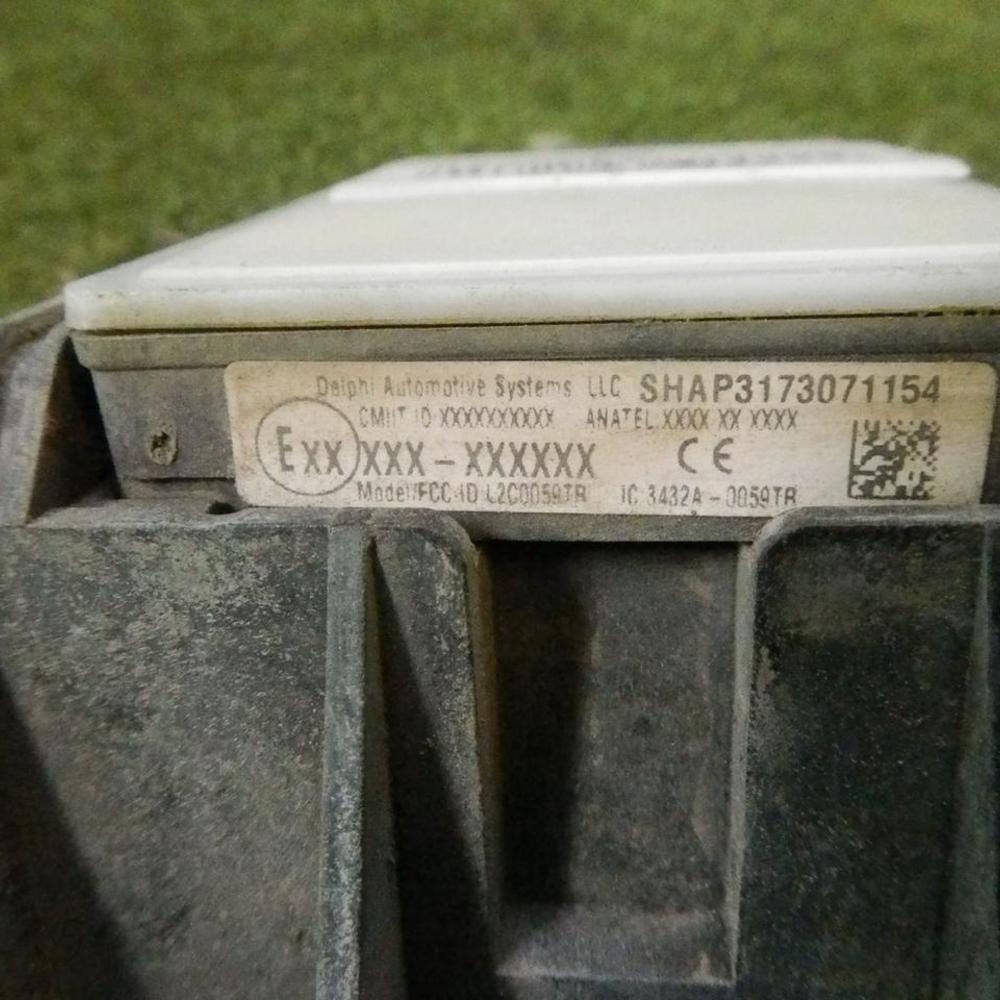 Delphi Automotive Systems LLC SHAP3173071154
CMIIT ID XXXXXXXXXX ANATEL:XXXX XX XXXX
Exx XXX - XXXXXX CE
Model/FCC ID L2C0059TR IC 3432A - 0059TR